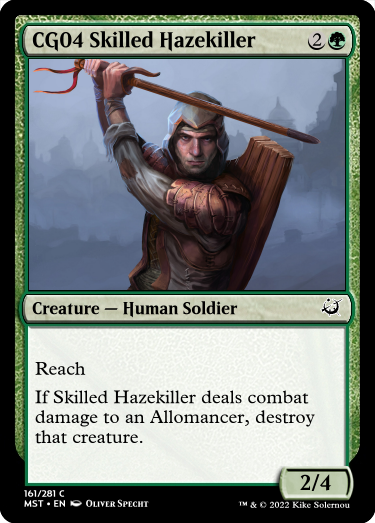 CG04 Skilled Hazekiller 2
Creature — Human Soldier
Reach
If Skilled Hazekiller deals combat
damage to an Allomancer, destroy
that creature.
2/4
161/281 C
MST • EN Oliver Specht
™ & © 2022 Kike Solernou